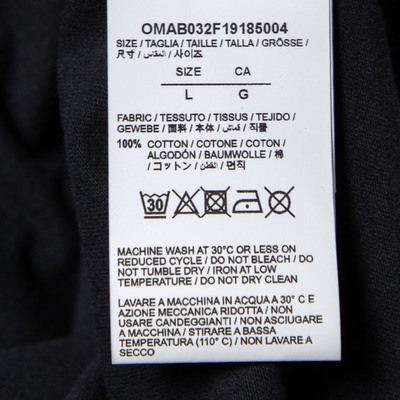 OMAB032F19185004
SIZE / TAGLIA / TAILLE / TALLA / GRÖSSE /
尺寸 / المقاس / 사이즈
SIZE CA
L G
FABRIC / TESSUTO / TISSUS / TEJIDO /
GEWEBE / 面料 / 本体 / قماش / 직물
100% COTTON / COTONE / COTON /
ALGODÓN / BAUMWOLLE / 棉
/ コットン / القطن / 면직
30
MACHINE WASH AT 30°C OR LESS ON
REDUCED CYCLE / DO NOT BLEACH / DO
NOT TUMBLE DRY / IRON AT LOW
TEMPERATURE / DO NOT DRY CLEAN
LAVARE A MACCHINA IN ACQUA A 30° C E
AZIONE MECCANICA RIDOTTA / NON
USARE CANDEGGIANTI / NON ASCIUGARE
A MACCHINA / STIRARE A BASSA
TEMPERATURA (110° C) / NON LAVARE A
SECCO